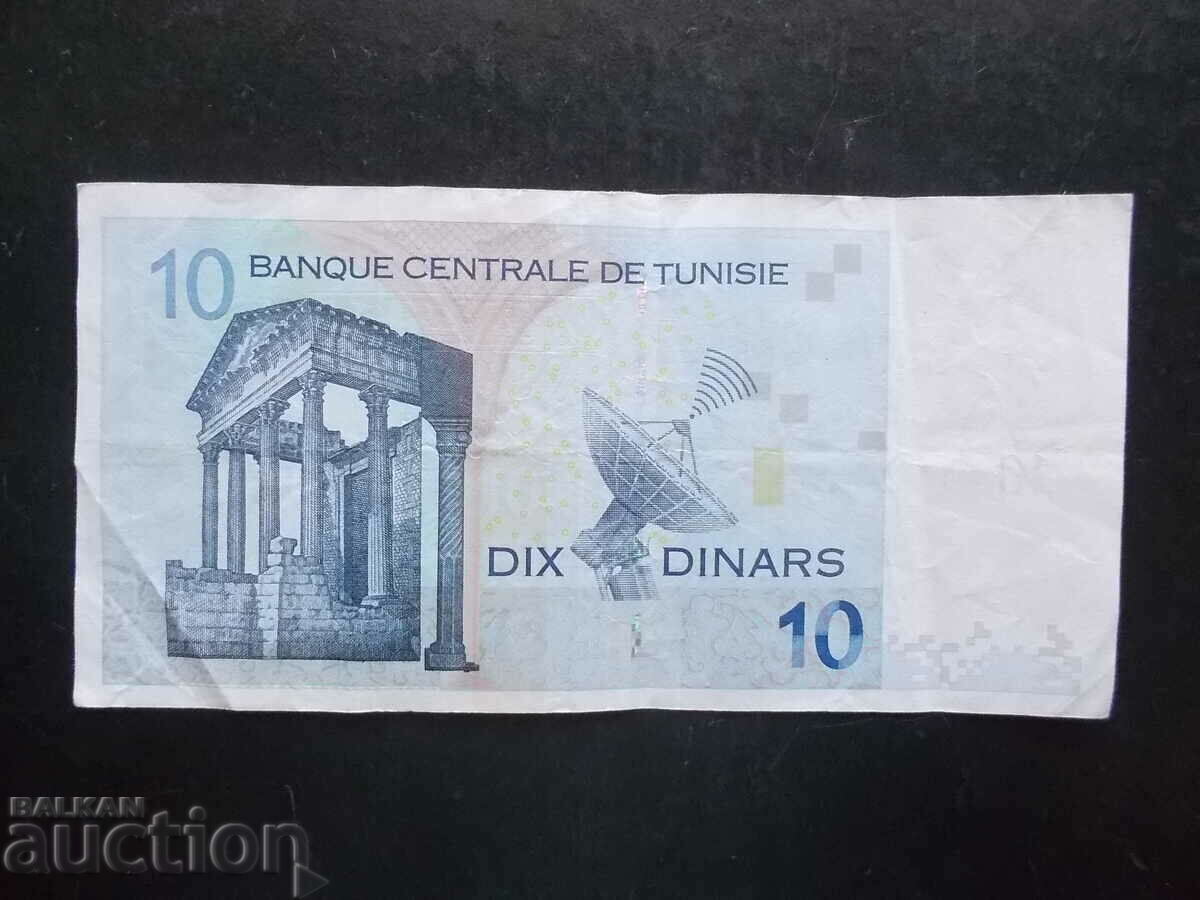 10 BANQUE CENTRALE DE TUNISIE
DIX DINARS
10
BALKAN
auction